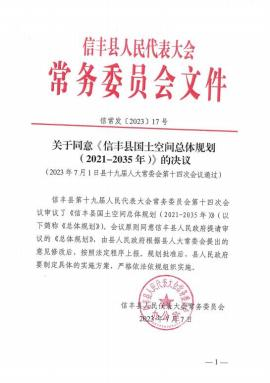 信丰县人民代表大会
常务委员会文件
信常发〔2023〕17号
关于同意《信丰县国土空间总体规划
（2021-2035年）》的决议
（2023年7月1日县十九届人大常委会第十四次会议通过）
信丰县第十九届人民代表大会常务委员会第十四次会
议审议了《信丰县国土空间总体规划（2021-2035年）》（以
下简称《总体规划》）。会议原则同意信丰县人民政府提请审
议的《总体规划》，由县人民政府根据县人大常委会提出的
意见修改后，按照法定程序上报。规划批准后，县人民政府
要制定具体的实施方案，严格依法依规组织实施。
信丰县人民代表大会常务委员会
2023年7月7日
—1—